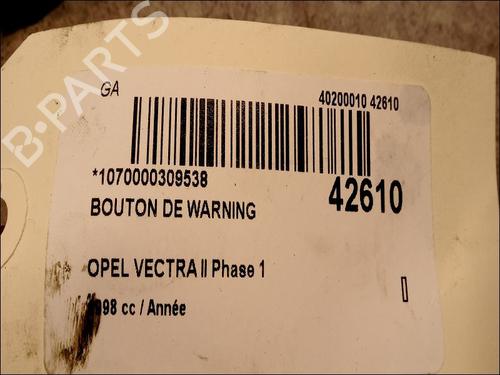 B-PARTS
GA
40200010 42610
*1070000309538
42610
BOUTON DE WARNING
OPEL VECTRA II Phase 1
cc / Année